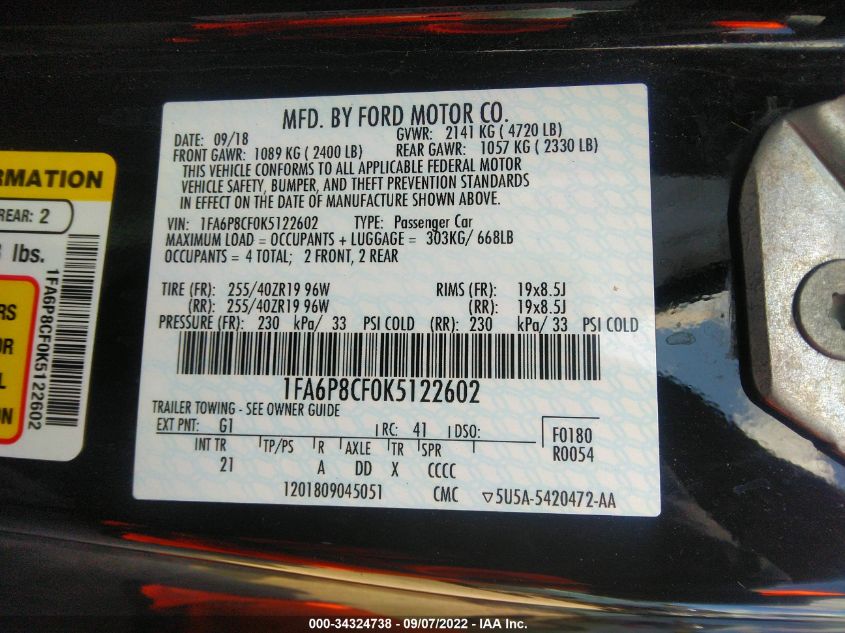 MFD. BY FORD MOTOR CO.
DATE: 09/18 GVWR: 2141 KG ( 4720 LB)
FRONT GAWR: 1089 KG ( 2400 LB) REAR GAWR: 1057 KG ( 2330 LB)
THIS VEHICLE CONFORMS TO ALL APPLICABLE FEDERAL MOTOR
VEHICLE SAFETY, BUMPER, AND THEFT PREVENTION STANDARDS
IN EFFECT ON THE DATE OF MANUFACTURE SHOWN ABOVE.
VIN: 1FA6P8CF0K5122602 TYPE: Passenger Car
MAXIMUM LOAD = OCCUPANTS + LUGGAGE = 303KG/ 668LB
OCCUPANTS = 4 TOTAL; 2 FRONT, 2 REAR
TIRE (FR): 255/40ZR19 96W RIMS (FR): 19x8.5J
(RR): 255/40ZR19 96W (RR): 19x8.5J
PRESSURE (FR): 230 kPa/ 33 PSI COLD (RR): 230 kPa/ 33 PSI COLD
1FA6P8CF0K5122602
TRAILER TOWING - SEE OWNER GUIDE
EXT PNT: G1 RC: 41 DSO: F0180
INT TR TP/PS R AXLE TR SPR R0054
21 A DD X CCCC
1201809045051 CMC ▽5U5A-5420472-AA
RMATION
REAR: 2
lbs.
RS
OR
L
ON
1FA6P8CF0K5122602
000-34324738 - 09/07/2022 - IAA Inc.